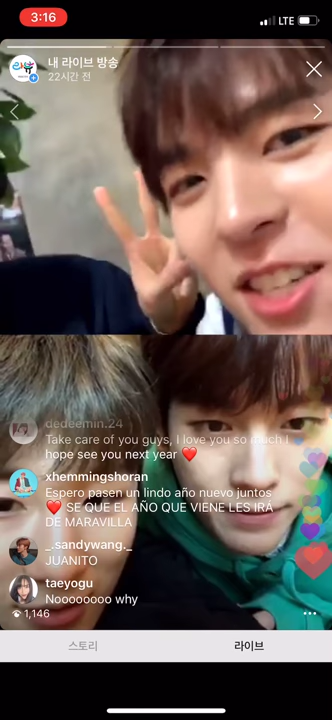 3:16
LTE
내 라이브 방송
22시간 전
dedeemin.24
Take care of you guys, I love you so much I
hope see you next year ❤️
xhemmingshoran
Espero pasen un lindo año nuevo juntos
❤️ SE QUE EL AÑO QUE VIENE LES IRÁ
DE MARAVILLA
_.sandywang._
JUANITO
taeyogu
Noooooooo why
1,146
스토리
라이브